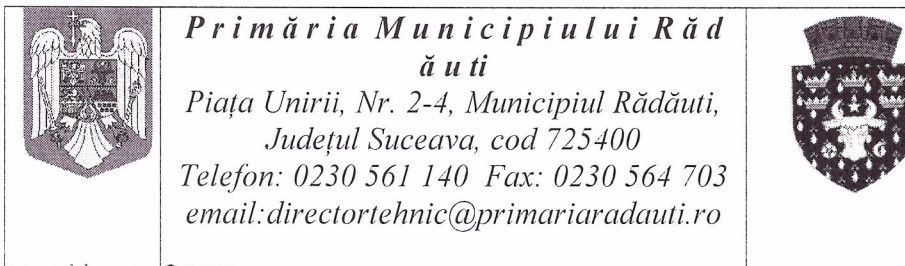 Primăria Municipiului Răd
ăuti
Piața Unirii, Nr. 2-4, Municipiul Rădăuti,
Județul Suceava, cod 725400
Telefon: 0230 561 140 Fax: 0230 564 703
email:directortehnic@primariaradauti.ro